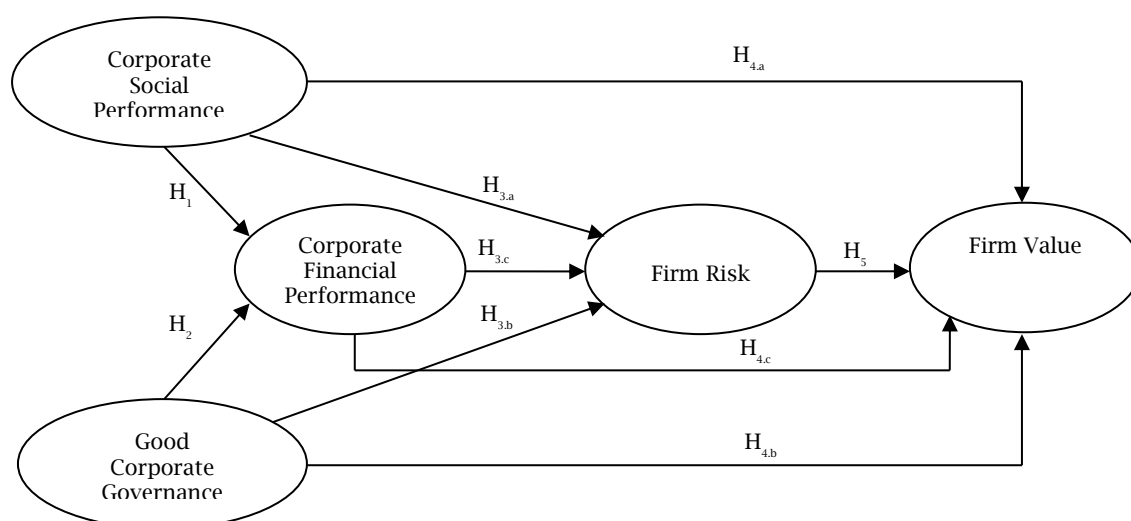 Corporate
Social
Performance
H4.a
H1
H3.a
Corporate
Financial
Performance
H3.c
Firm Risk
H5
Firm Value
H2
H3.b
H4.c
Good
Corporate
Governance
H4.b